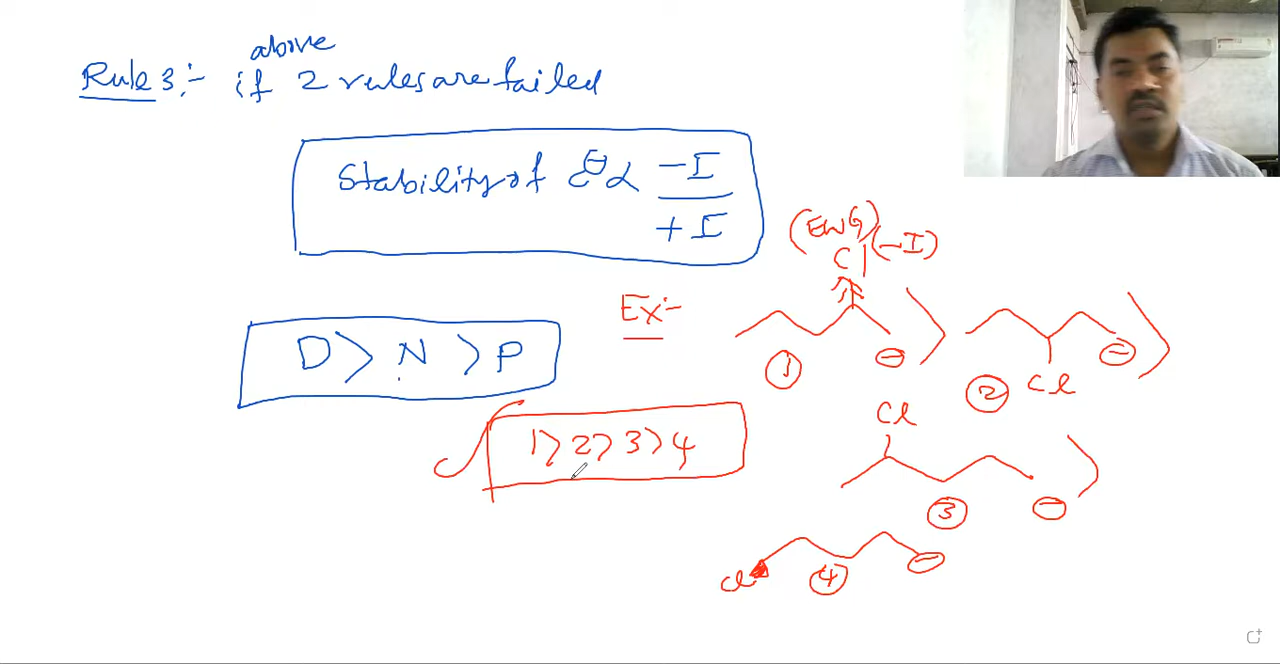 above
Rule 3:- if 2 rules are failed
Stability of C⊖ α -I
+ I
(EWG)
Cl (-I)
Ex:-
D > N > P
1 ⊖ >
2 Cl ⊖ >
1 > 2 > 3 > 4
Cl
3 ⊖ >
Cl 4 ⊖